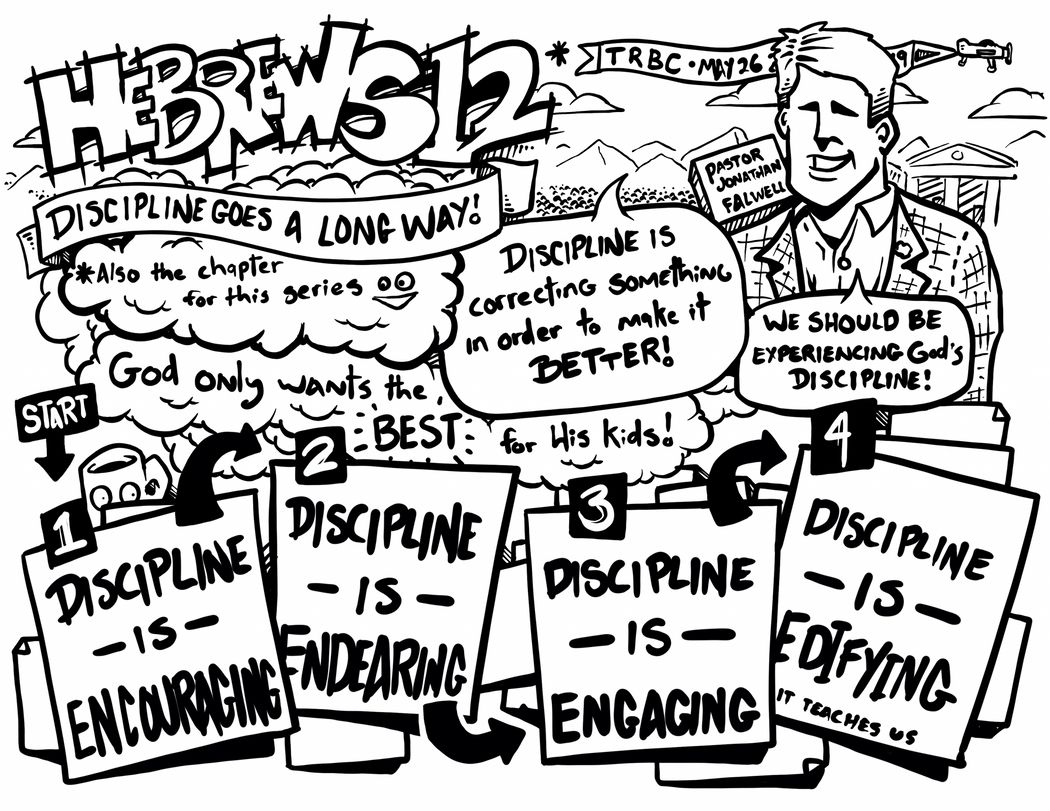 HEBREWS 12
* TRBC • MAY 26
9
PASTOR
JONATHAN
FALWELL
DISCIPLINE GOES A LONG WAY!
*Also the chapter
for this series
DISCIPLINE IS
correcting something
in order to make it
BETTER!
WE SHOULD BE
EXPERIENCING God's
DISCIPLINE!
God only wants the
BEST
for His kids!
START
1
DISCIPLINE
— IS —
ENCOURAGING
2
DISCIPLINE
— IS —
ENDEARING
3
DISCIPLINE
— IS —
ENGAGING
4
DISCIPLINE
— IS —
EDIFYING
IT TEACHES US